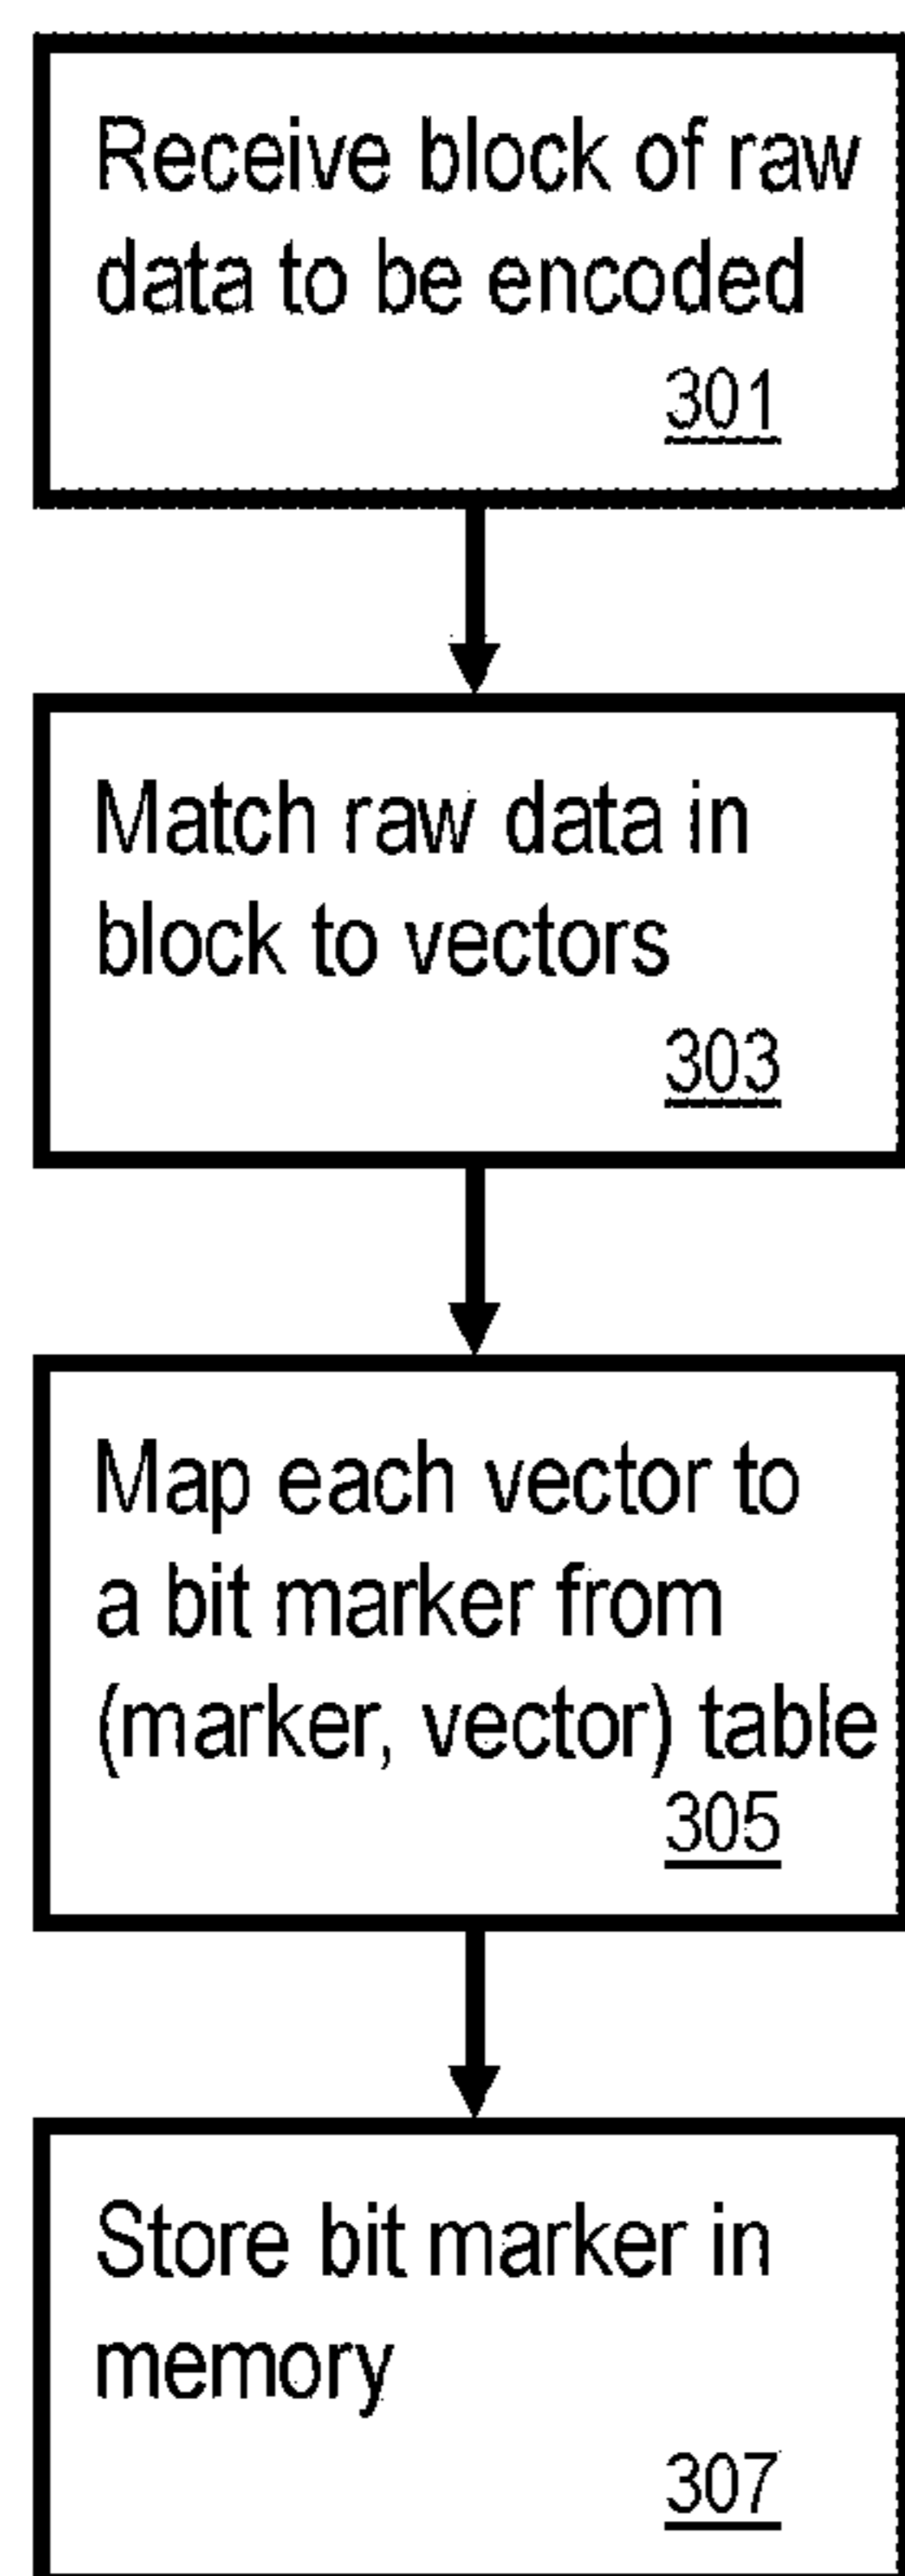 Receive block of raw
data to be encoded
301
Match raw data in
block to vectors
303
Map each vector to
a bit marker from
(marker, vector) table
305
Store bit marker in
memory
307